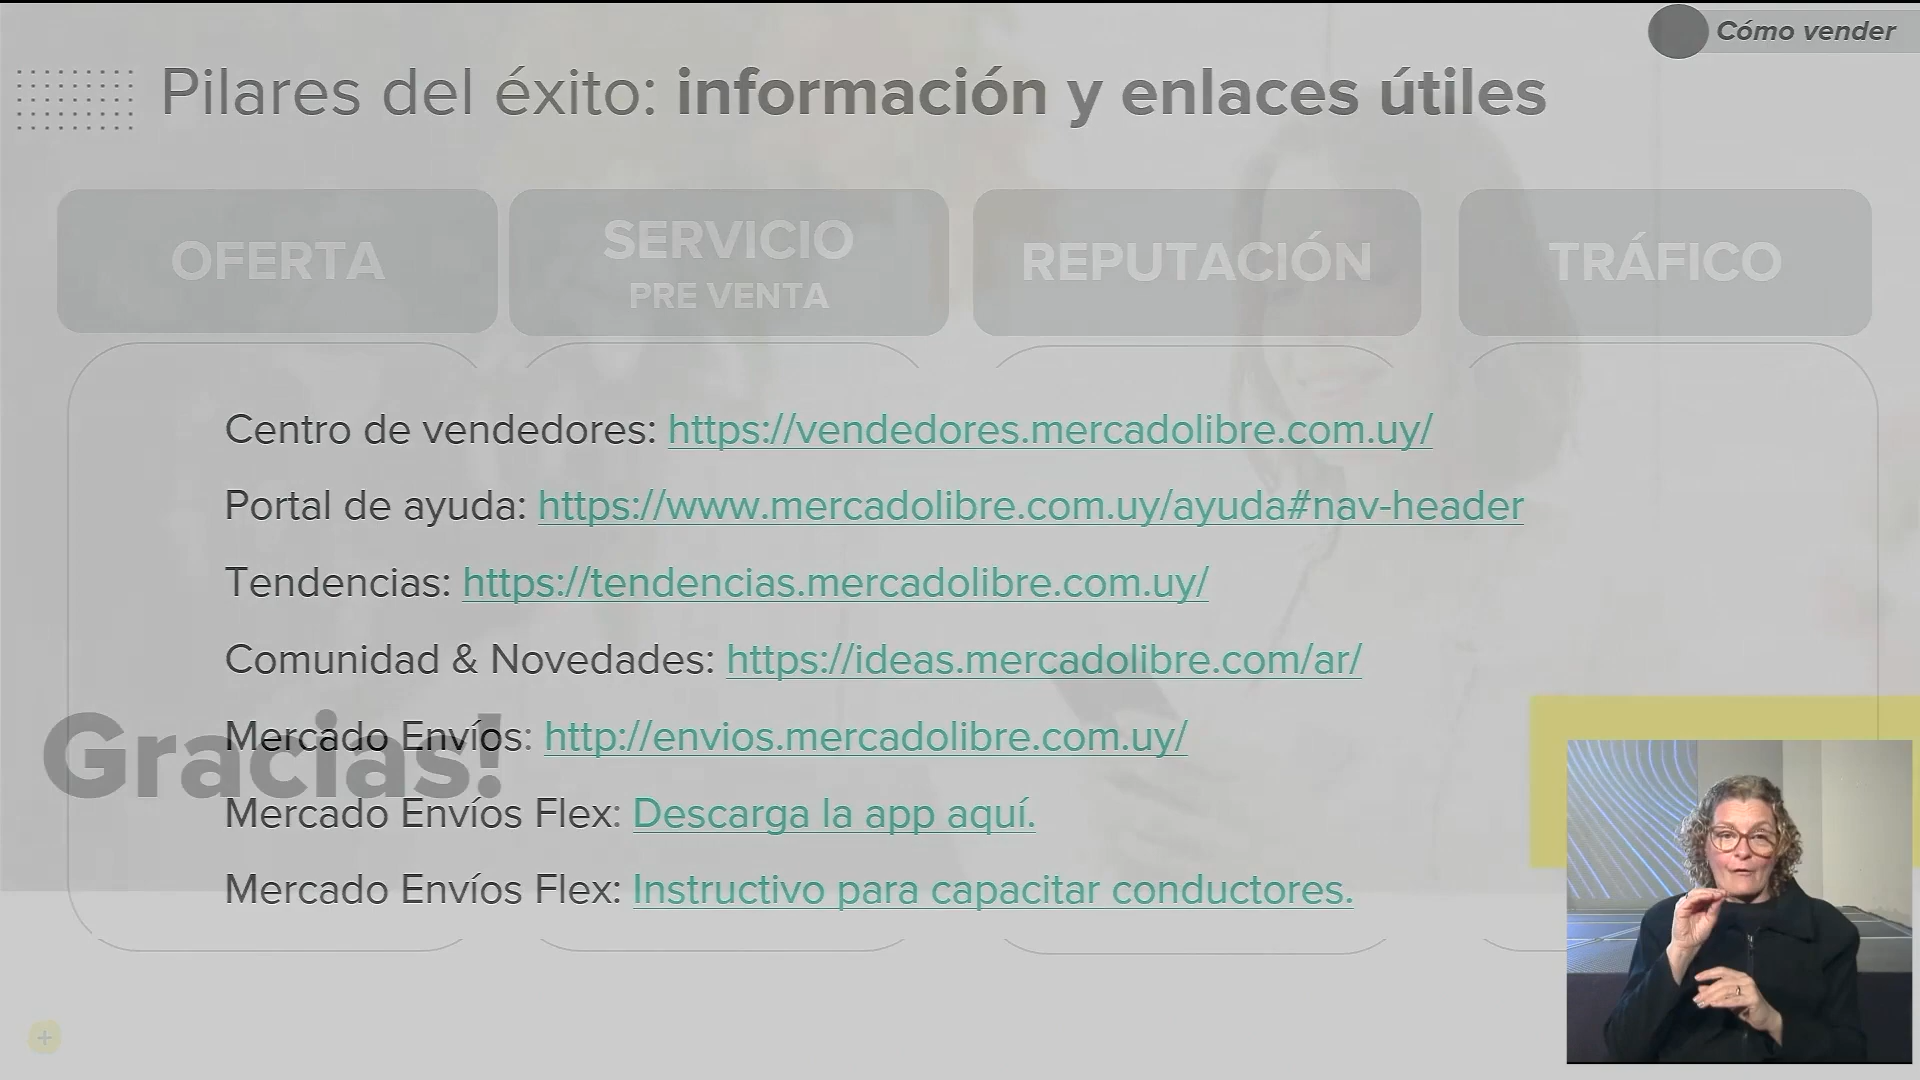 Cómo vender
Pilares del éxito: información y enlaces útiles
OFERTA
SERVICIO
PRE VENTA
REPUTACIÓN
TRÁFICO
Centro de vendedores: https://vendedores.mercadolibre.com.uy/
Portal de ayuda: https://www.mercadolibre.com.uy/ayuda#nav-header
Tendencias: https://tendencias.mercadolibre.com.uy/
Comunidad & Novedades: https://ideas.mercadolibre.com/ar/
Mercado Envíos: http://envios.mercadolibre.com.uy/
Gracias!
Mercado Envíos Flex: Descarga la app aquí.
Mercado Envíos Flex: Instructivo para capacitar conductores.